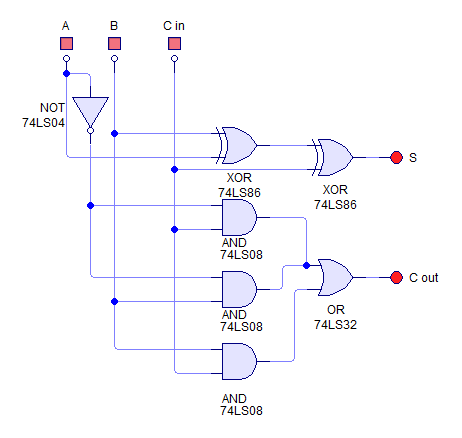 A
B
C in
NOT
74LS04
XOR
74LS86
S
XOR
74LS86
AND
74LS08
C out
AND
74LS08
OR
74LS32
AND
74LS08